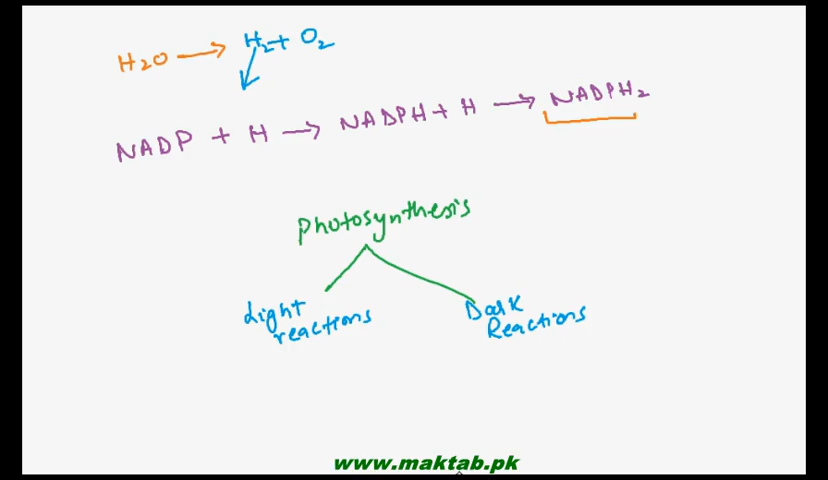 H₂O → H₂ + O₂
NADP + H → NADPH + H → NADPH₂
Photosynthesis
Light reactions
Dark Reactions
www.maktab.pk